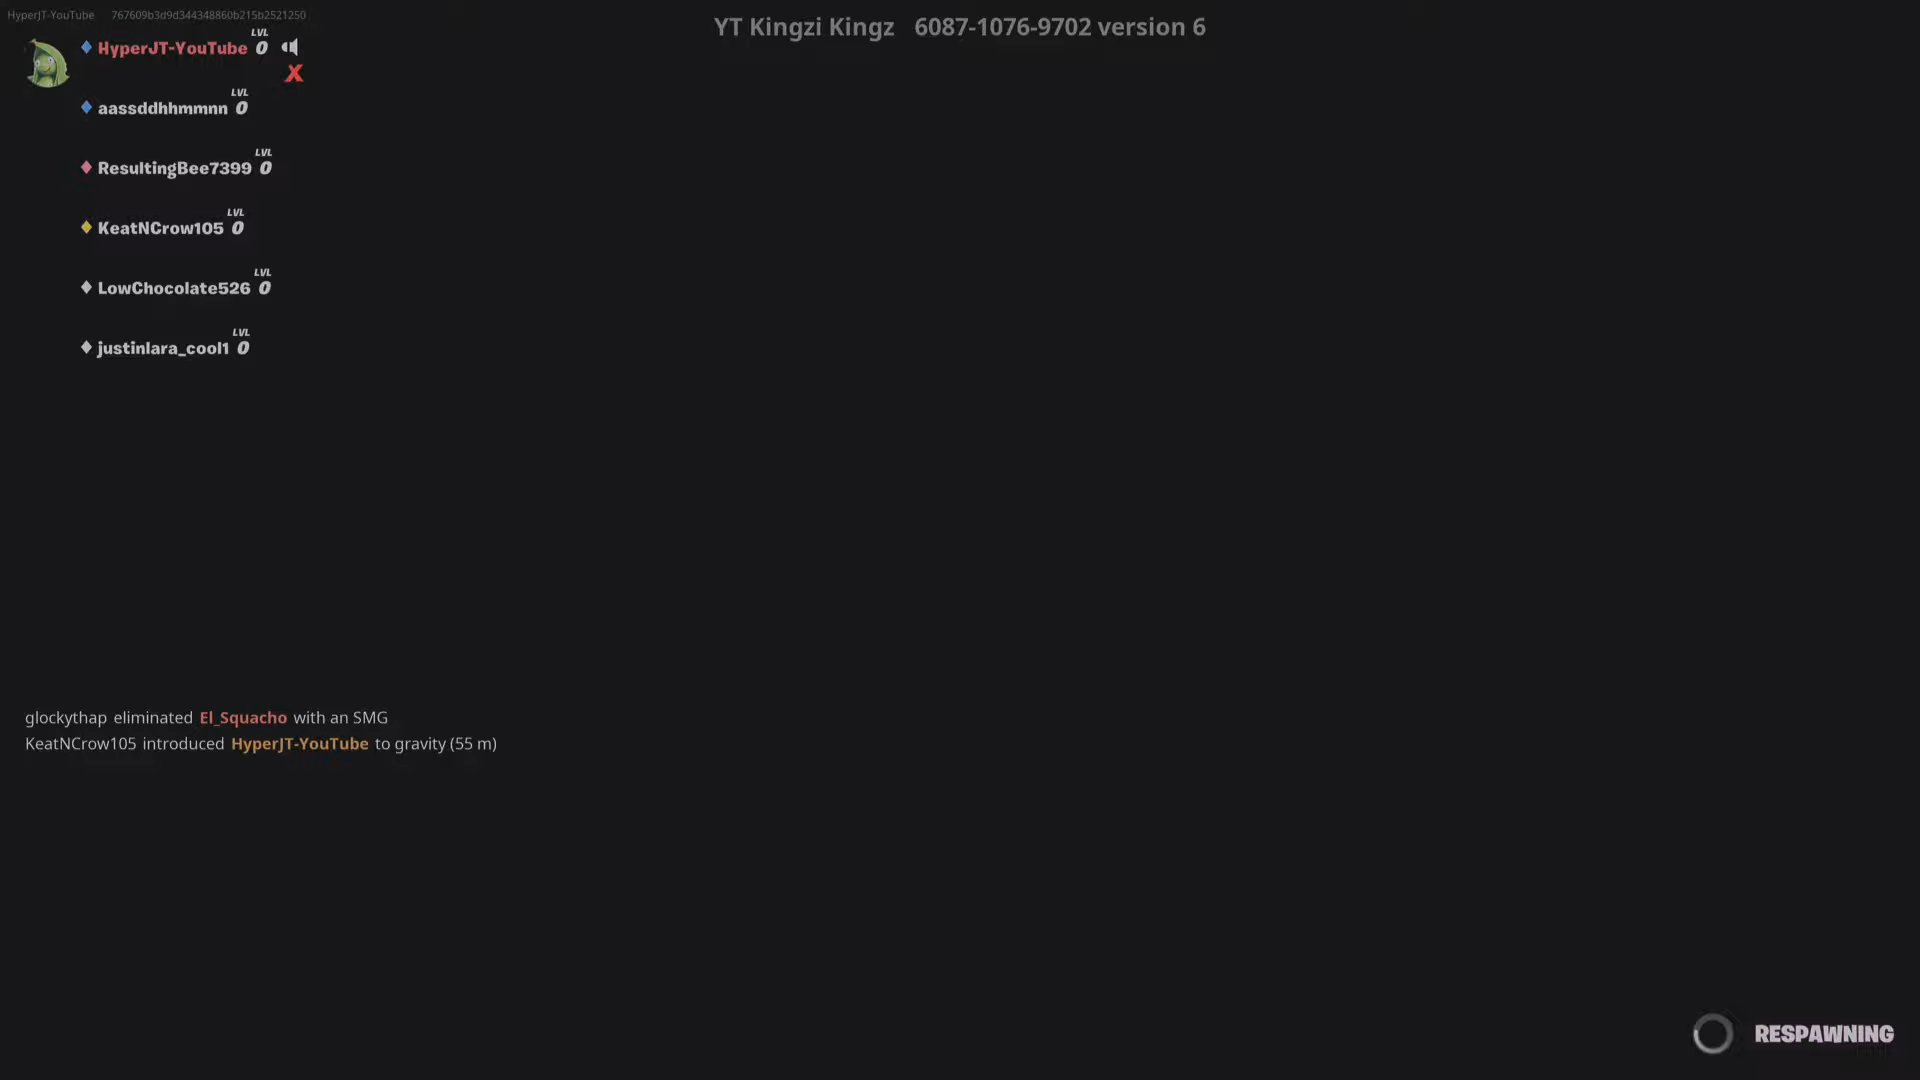 HyperJT-YouTube 767609b3d9d344348860b215b2521250
YT Kingzi Kingz 6087-1076-9702 version 6
LVL
HyperJT-YouTube 0
X
LVL
aassddhhmmnn 0
LVL
ResultingBee7399 0
LVL
KeatNCrow105 0
LVL
LowChocolate526 0
LVL
justinlara_cool1 0
glockythap eliminated El_Squacho with an SMG
KeatNCrow105 introduced HyperJT-YouTube to gravity (55 m)
RESPAWNING